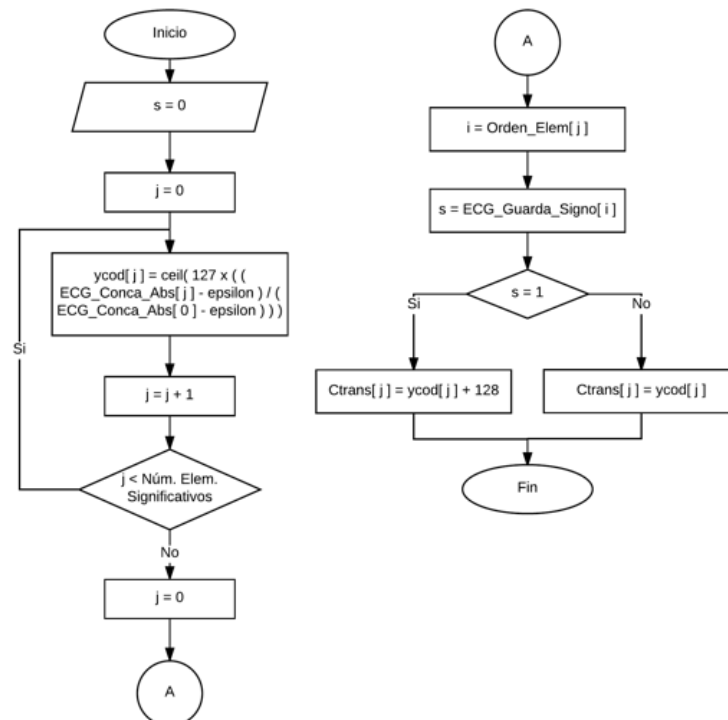 Inicio
s = 0
j = 0
ycod[ j ] = ceil( 127 x ( (
ECG_Conca_Abs[ j ] - epsilon ) / (
ECG_Conca_Abs[ 0 ] - epsilon ) ) )
Si
j = j + 1
j < Núm. Elem.
Significativos
No
j = 0
A
A
i = Orden_Elem[ j ]
s = ECG_Guarda_Signo[ i ]
s = 1
Si
No
Ctrans[ j ] = ycod[ j ] + 128
Ctrans[ j ] = ycod[ j ]
Fin